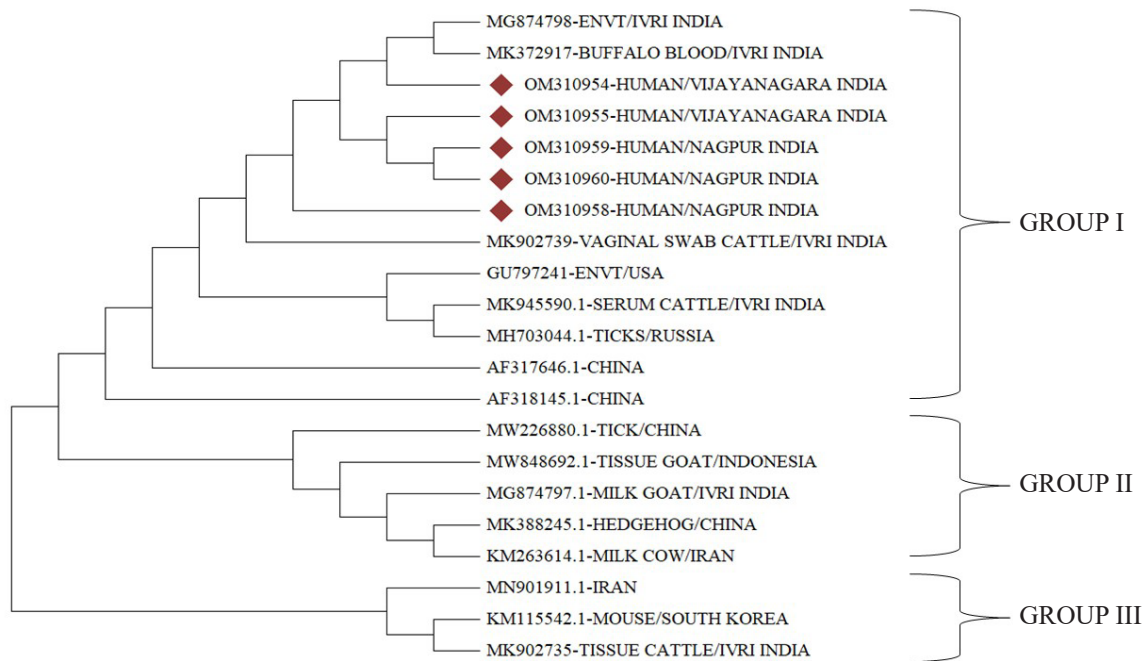 MG874798-ENVT/IVRI INDIA
MK372917-BUFFALO BLOOD/IVRI INDIA
OM310954-HUMAN/VIJAYANAGARA INDIA
OM310955-HUMAN/VIJAYANAGARA INDIA
OM310959-HUMAN/NAGPUR INDIA
OM310960-HUMAN/NAGPUR INDIA
OM310958-HUMAN/NAGPUR INDIA
MK902739-VAGINAL SWAB CATTLE/IVRI INDIA
GU797241-ENVT/USA
MK945590.1-SERUM CATTLE/IVRI INDIA
MH703044.1-TICKS/RUSSIA
AF317646.1-CHINA
AF318145.1-CHINA
GROUP I
MW226880.1-TICK/CHINA
MW848692.1-TISSUE GOAT/INDONESIA
MG874797.1-MILK GOAT/IVRI INDIA
MK388245.1-HEDGEHOG/CHINA
KM263614.1-MILK COW/IRAN
GROUP II
MN901911.1-IRAN
KM115542.1-MOUSE/SOUTH KOREA
MK902735-TISSUE CATTLE/IVRI INDIA
GROUP III